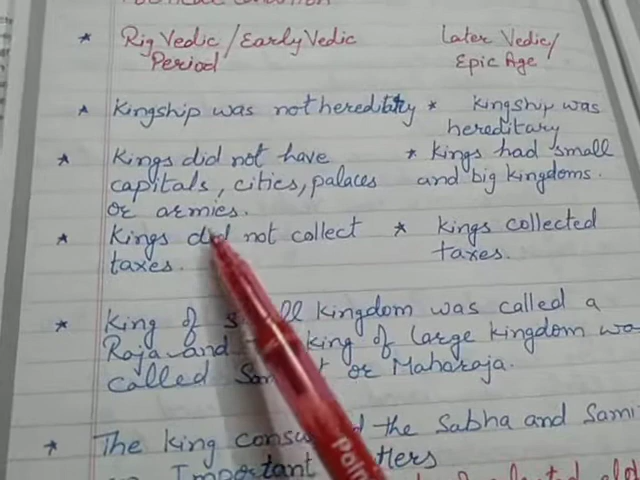 * Rig Vedic / Early Vedic Period
Later Vedic/ Epic Age
* Kingship was not hereditary
* Kingship was hereditary
* Kings did not have
capitals, cities, palaces
or armies.
* Kings had small
and big kingdoms.
* Kings did not collect
taxes.
* Kings collected
taxes.
* King of kingdom was called a
Raja and king of large kingdom
called or Maharaja.
* The king the Sabha and
Important